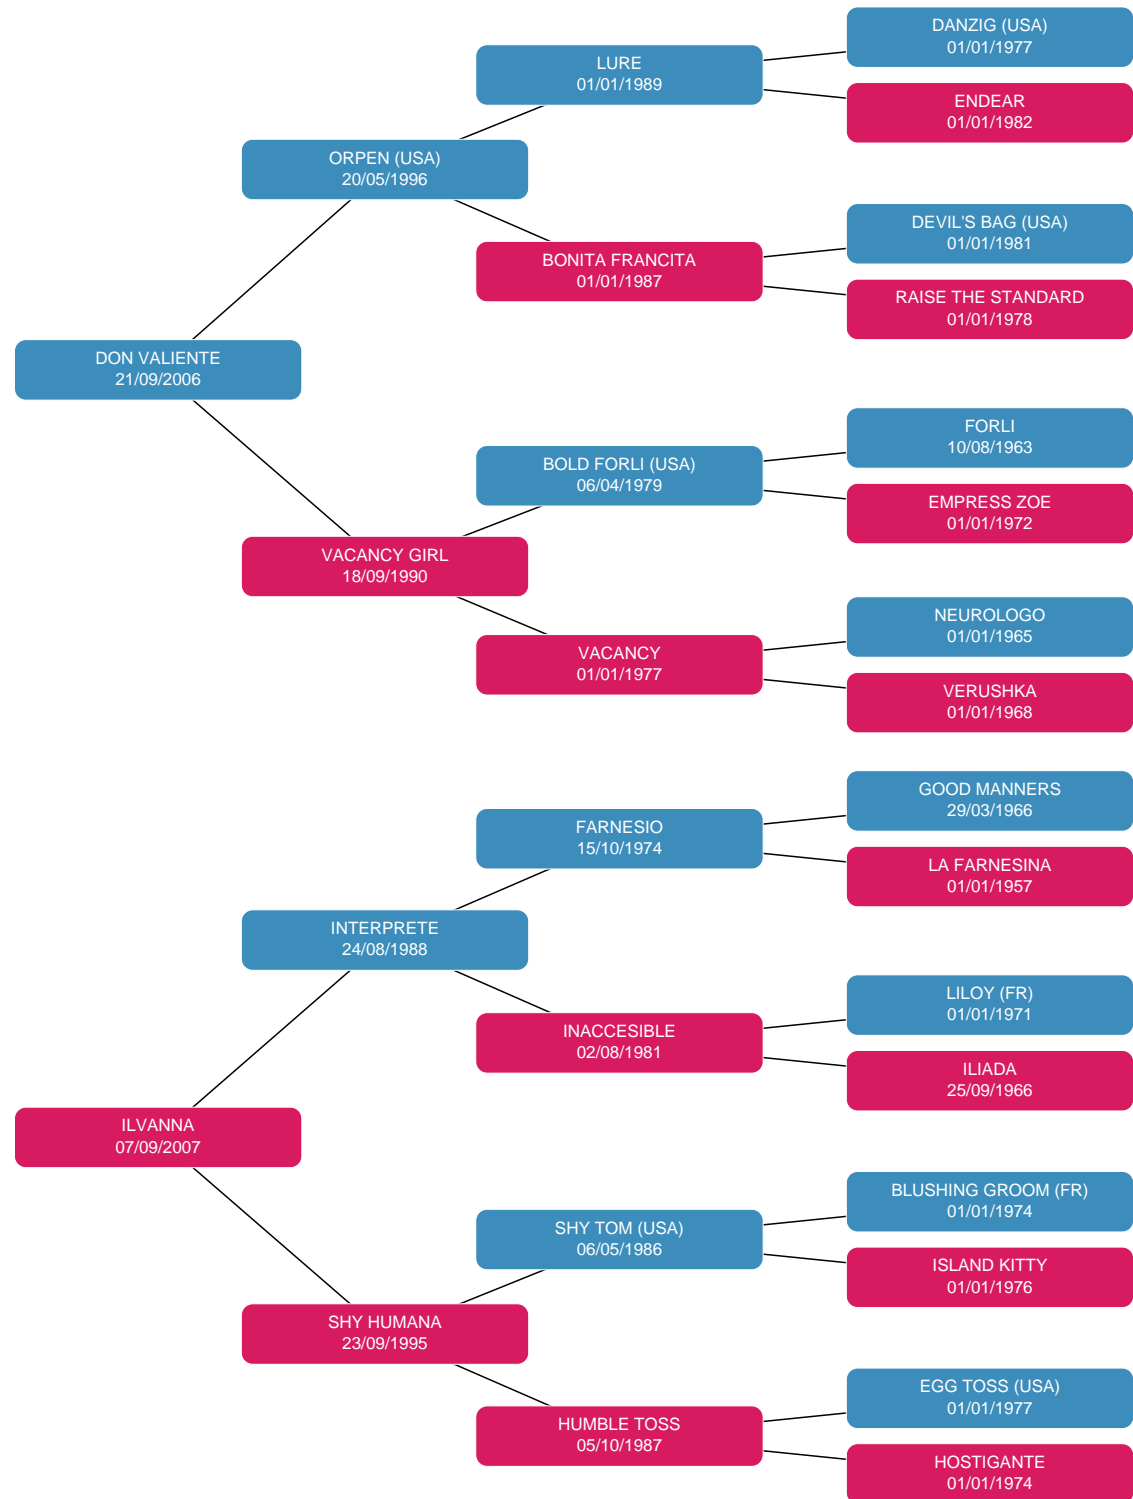 DANZIG (USA)
01/01/1977
LURE
01/01/1989
ENDEAR
01/01/1982
ORPEN (USA)
20/05/1996
DEVIL'S BAG (USA)
01/01/1981
BONITA FRANCITA
01/01/1987
RAISE THE STANDARD
01/01/1978
DON VALIENTE
21/09/2006
FORLI
10/08/1963
BOLD FORLI (USA)
06/04/1979
EMPRESS ZOE
01/01/1972
VACANCY GIRL
18/09/1990
NEUROLOGO
01/01/1965
VACANCY
01/01/1977
VERUSHKA
01/01/1968
GOOD MANNERS
29/03/1966
FARNESIO
15/10/1974
LA FARNESINA
01/01/1957
INTERPRETE
24/08/1988
LILOY (FR)
01/01/1971
INACCESIBLE
02/08/1981
ILIADA
25/09/1966
ILVANNA
07/09/2007
BLUSHING GROOM (FR)
01/01/1974
SHY TOM (USA)
06/05/1986
ISLAND KITTY
01/01/1976
SHY HUMANA
23/09/1995
EGG TOSS (USA)
01/01/1977
HUMBLE TOSS
05/10/1987
HOSTIGANTE
01/01/1974